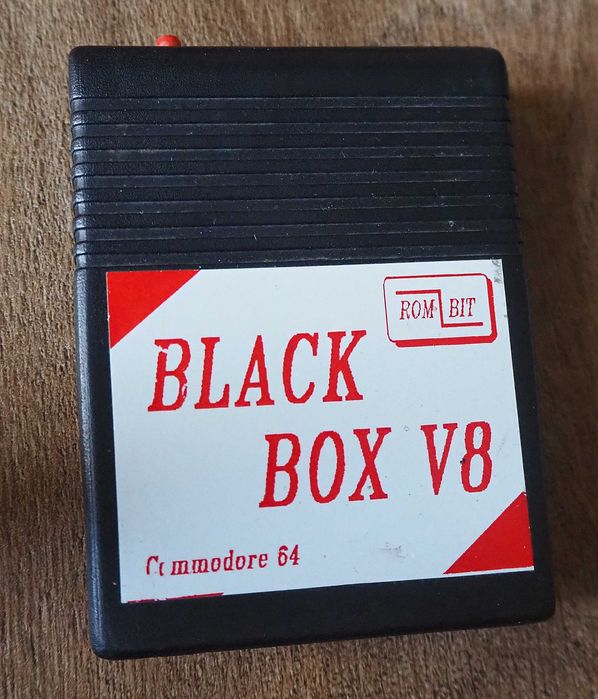 ROM BIT
BLACK
BOX V8
Commodore 64